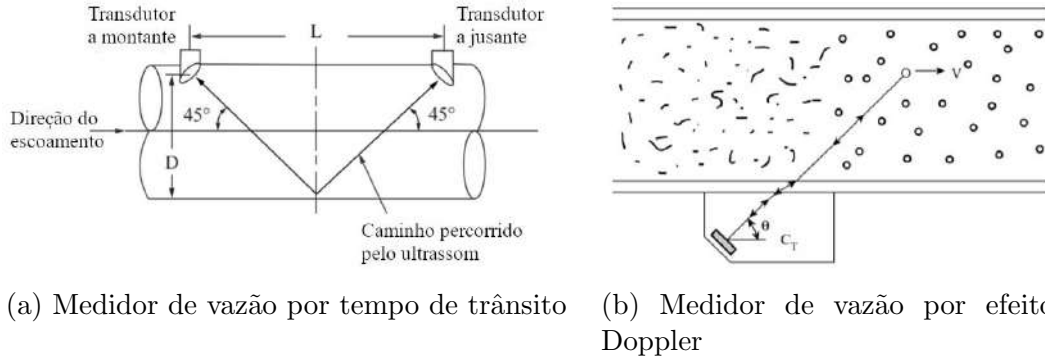 Transdutor
a montante
L
Transdutor
a jusante
Direção do
escoamento
45°
45°
D
Caminho percorrido
pelo ultrassom
V
θ
C_T
(a) Medidor de vazão por tempo de trânsito
(b) Medidor de vazão por efeito
Doppler